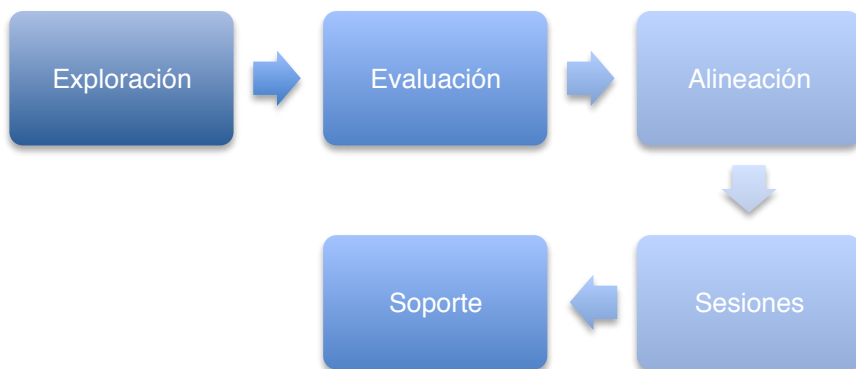 Exploración
Evaluación
Alineación
Sesiones
Soporte